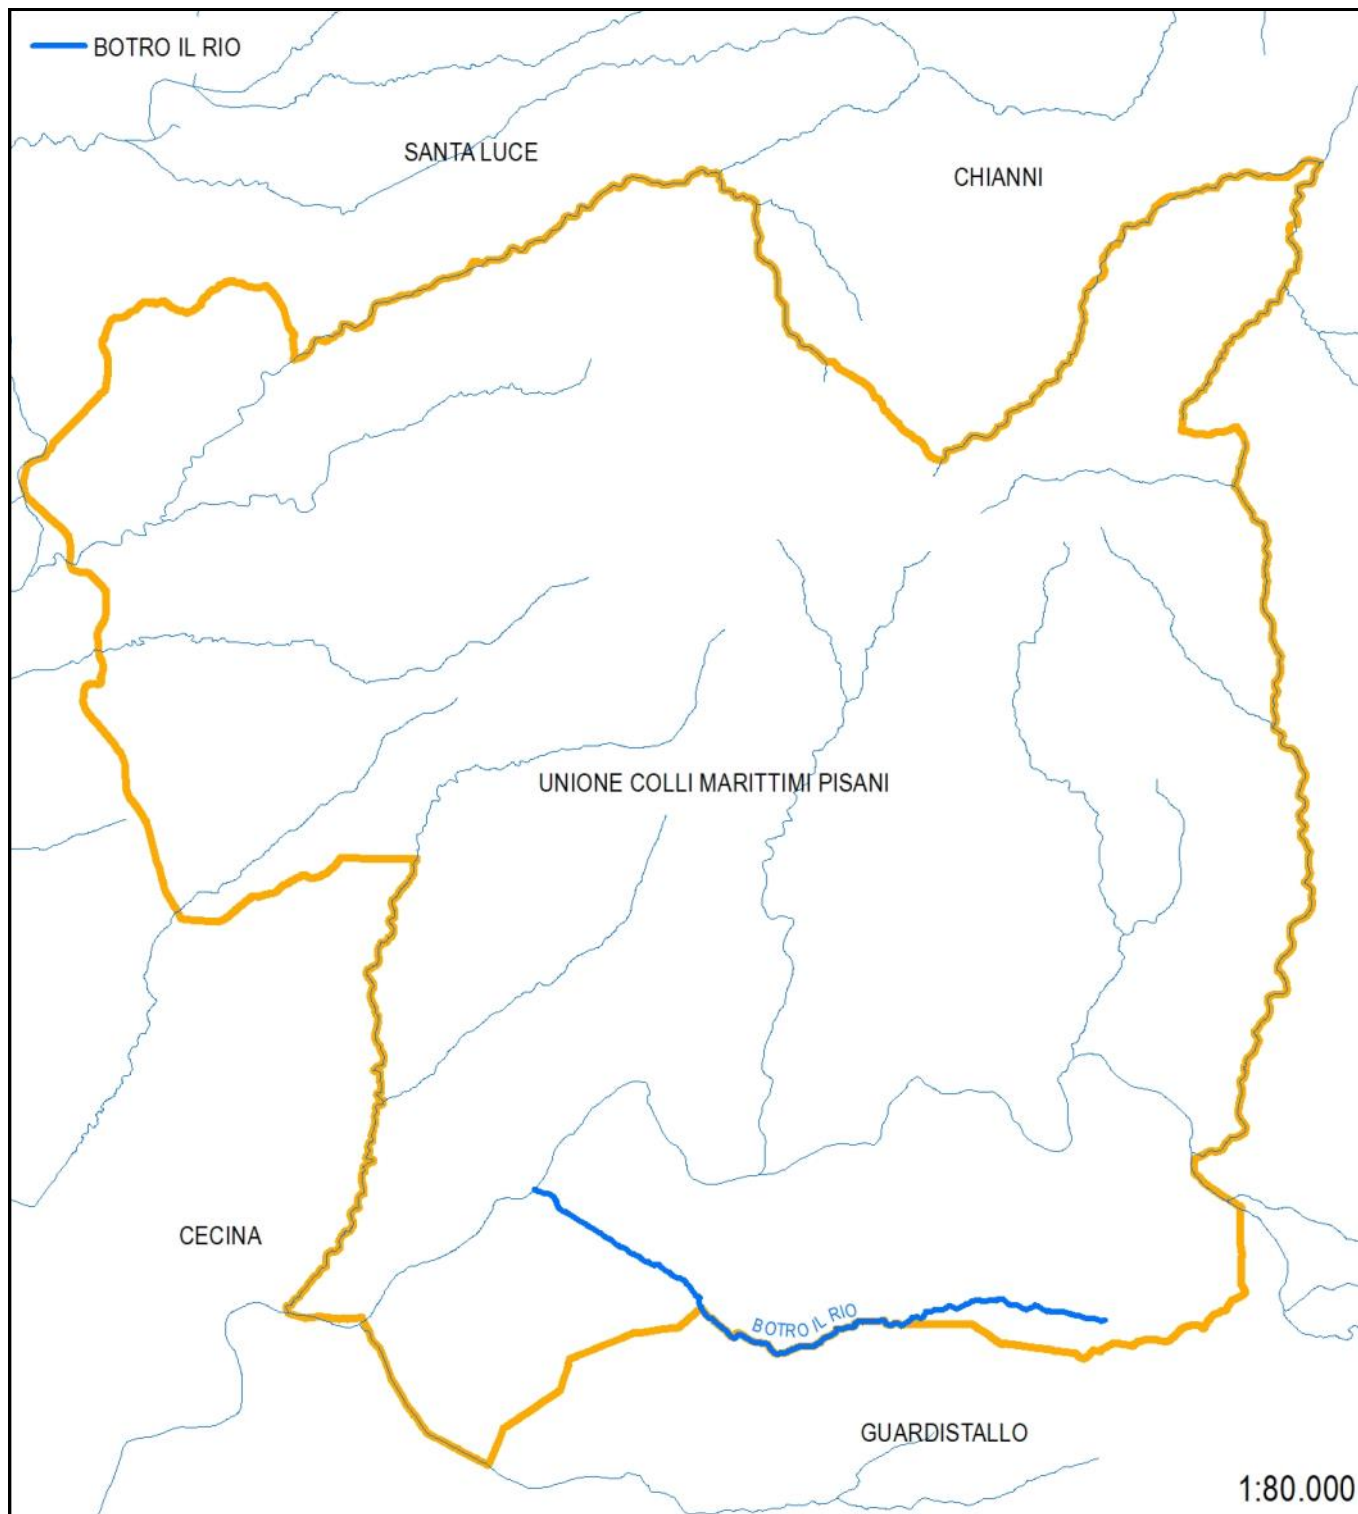 BOTRO IL RIO
SANTA LUCE
CHIANNI
UNIONE COLLI MARITTIMI PISANI
CECINA
BOTRO IL RIO
GUARDISTALLO
1:80.000